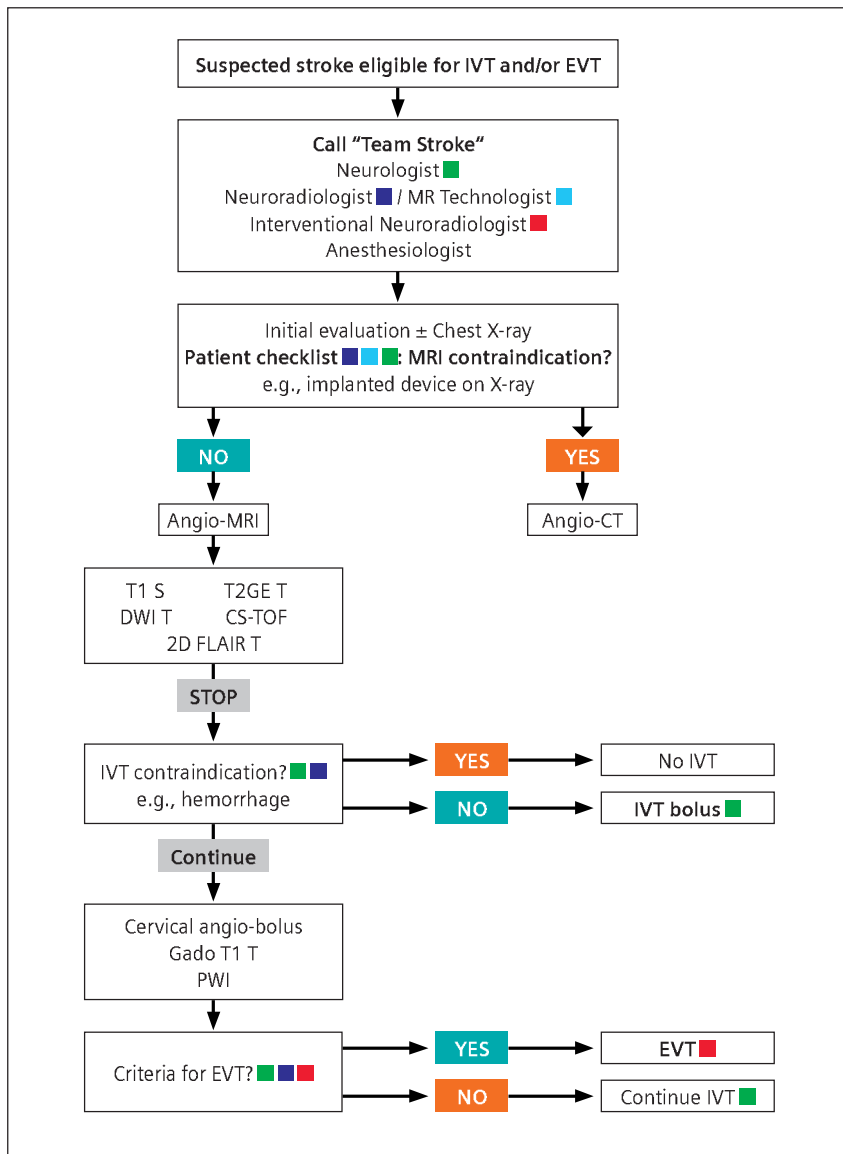 Suspected stroke eligible for IVT and/or EVT
Call “Team Stroke“
Neurologist
Neuroradiologist / MR Technologist
Interventional Neuroradiologist
Anesthesiologist
Initial evaluation ± Chest X-ray
Patient checklist : MRI contraindication?
e.g., implanted device on X-ray
NO
YES
Angio-MRI
Angio-CT
T1 S T2GE T
DWI T CS-TOF
2D FLAIR T
STOP
IVT contraindication?
e.g., hemorrhage
YES
No IVT
NO
IVT bolus
Continue
Cervical angio-bolus
Gado T1 T
PWI
Criteria for EVT?
YES
EVT
NO
Continue IVT